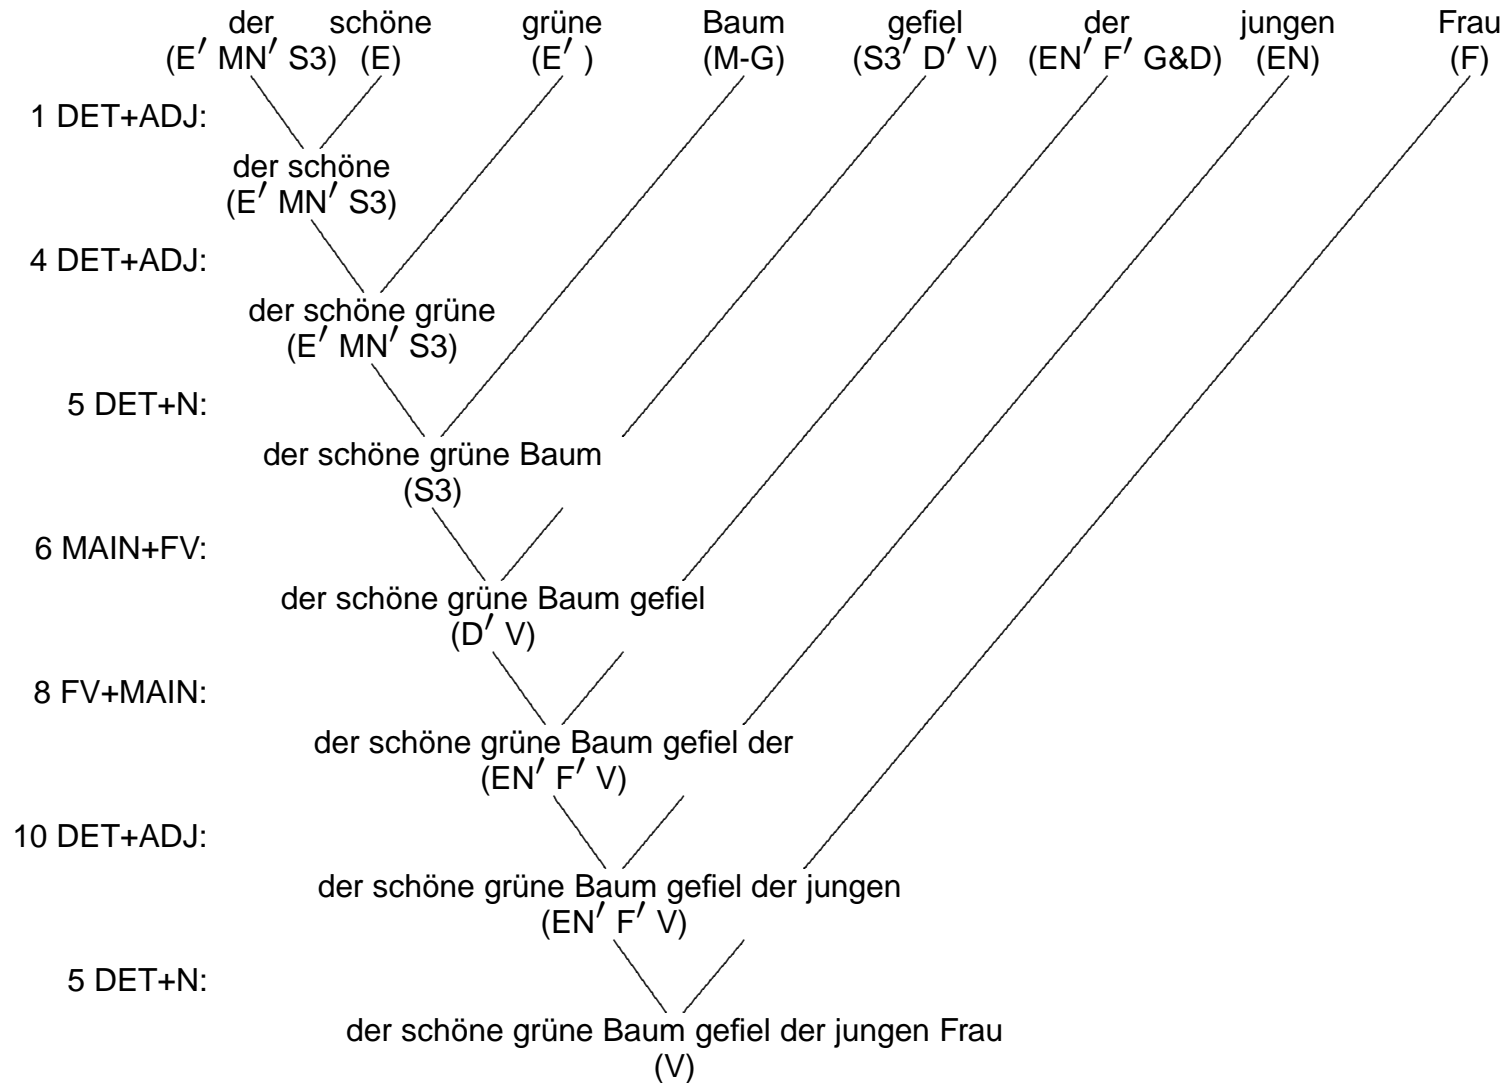 der schöne grüne Baum gefiel der jungen Frau
(E′ MN′ S3) (E) (E′ ) (M-G) (S3′ D′ V) (EN′ F′ G&D) (EN) (F)
1 DET+ADJ:
der schöne
(E′ MN′ S3)
4 DET+ADJ:
der schöne grüne
(E′ MN′ S3)
5 DET+N:
der schöne grüne Baum
(S3)
6 MAIN+FV:
der schöne grüne Baum gefiel
(D′ V)
8 FV+MAIN:
der schöne grüne Baum gefiel der
(EN′ F′ V)
10 DET+ADJ:
der schöne grüne Baum gefiel der jungen
(EN′ F′ V)
5 DET+N:
der schöne grüne Baum gefiel der jungen Frau
(V)